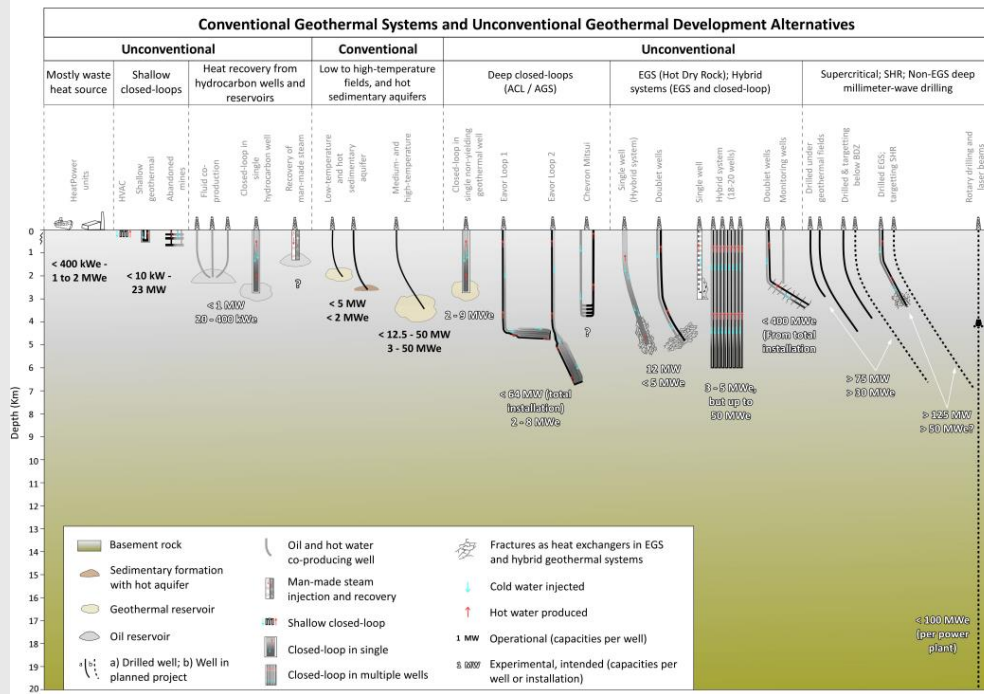 Conventional Geothermal Systems and Unconventional Geothermal Development Alternatives
Unconventional
Conventional
Unconventional
Mostly waste
heat source
Shallow
closed-loops
Heat recovery from
hydrocarbon wells and
reservoirs
Low to high-temperature
fields, and hot
sedimentary aquifers
Deep closed-loops
(ACL / AGS)
EGS (Hot Dry Rock); Hybrid
systems (EGS and closed-loop)
Supercritical; SHR; Non-EGS deep
millimeter-wave drilling
HeatPower
units
HVAC
Shallow
geothermal
Abandoned
mines
Fluid co-
production
Closed-loop in
single
hydrocarbon well
Recovery of
man-made steam
Low-temperature
and hot
sedimentary
aquifer
Medium- and
high-temperature
Closed-loop in
single non-yielding
geothermal well
Eavor Loop 1
Eavor Loop 2
Chevron Mitsui
Single well
(Hyvbrid system)
Doublet wells
Single well
Hybrid system
(18-20 wells)
Doublet wells
Monitoring wells
Drilled under
geothermal fields
Drilled & targetting
below BDZ
Drilled EGS;
targetting SHR
Rotary drilling and
laser beams
Depth (Km)
0
1
2
3
4
5
6
7
8
9
10
11
12
13
14
15
16
17
18
19
20
< 400 kWe -
1 to 2 MWe
< 10 kW -
23 MW
< 1 MW
20 - 400 kWe
?
< 5 MW
< 2 MWe
< 12.5 - 50 MW
3 - 50 MWe
2 - 9 MWe
< 64 MW (total
installation)
2 - 8 MWe
?
12 MW
< 5 MWe
3 - 5 MWe,
but up to
50 MWe
< 400 MWe
(From total
installation
> 75 MW
> 30 MWe
> 125 MW
> 50 MWe?
< 100 MWe
(per power
plant)
Basement rock
Sedimentary formation
with hot aquifer
Geothermal reservoir
Oil reservoir
a b
a) Drilled well; b) Well in
planned project
Oil and hot water
co-producing well
Man-made steam
injection and recovery
Shallow closed-loop
Closed-loop in single
Closed-loop in multiple wells
Fractures as heat exchangers in EGS
and hybrid geothermal systems
Cold water injected
Hot water produced
1 MW Operational (capacities per well)
1 MW Experimental, intended (capacities per
well or installation)